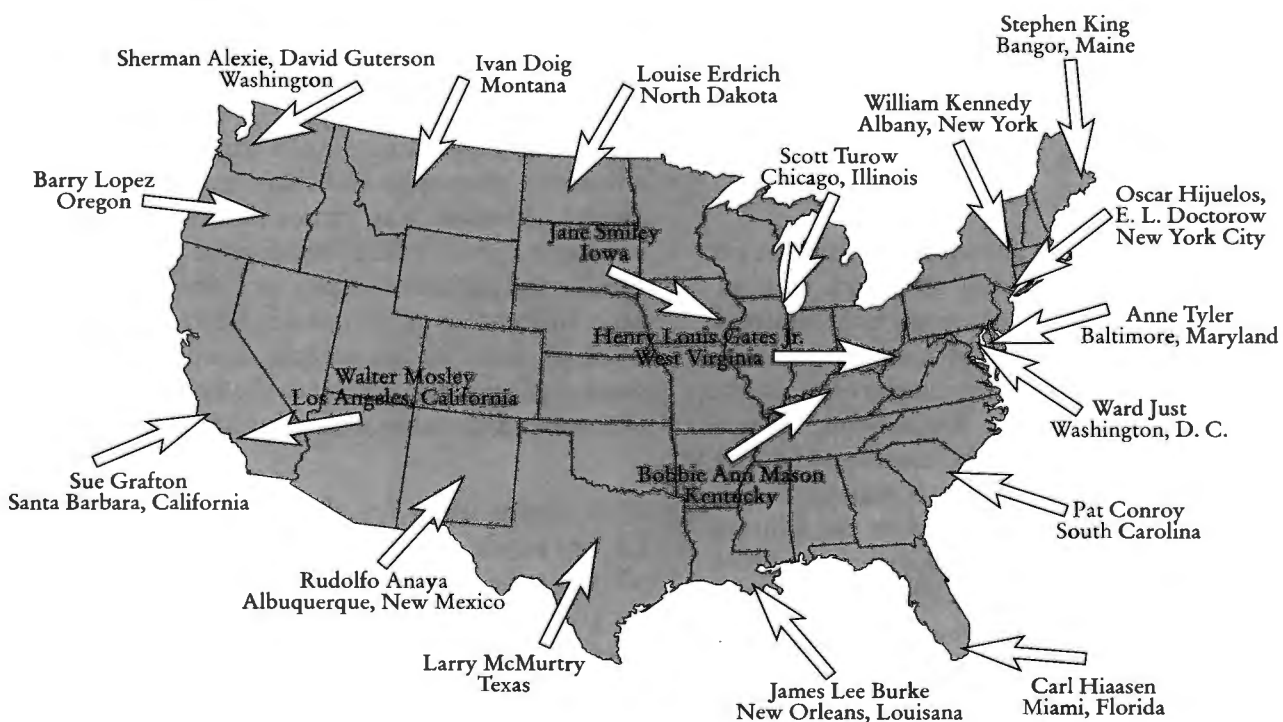 Stephen King
Bangor, Maine
Sherman Alexie, David Guterson
Washington
Ivan Doig
Montana
Louise Erdrich
North Dakota
William Kennedy
Albany, New York
Scott Turow
Chicago, Illinois
Barry Lopez
Oregon
Oscar Hijuelos,
E. L. Doctorow
New York City
Jane Smiley
Iowa
Anne Tyler
Baltimore, Maryland
Henry Louis Gates Jr.
West Virginia
Walter Mosley
Los Angeles, California
Ward Just
Washington, D. C.
Sue Grafton
Santa Barbara, California
Bobbie Ann Mason
Kentucky
Pat Conroy
South Carolina
Rudolfo Anaya
Albuquerque, New Mexico
Larry McMurtry
Texas
James Lee Burke
New Orleans, Louisana
Carl Hiaasen
Miami, Florida